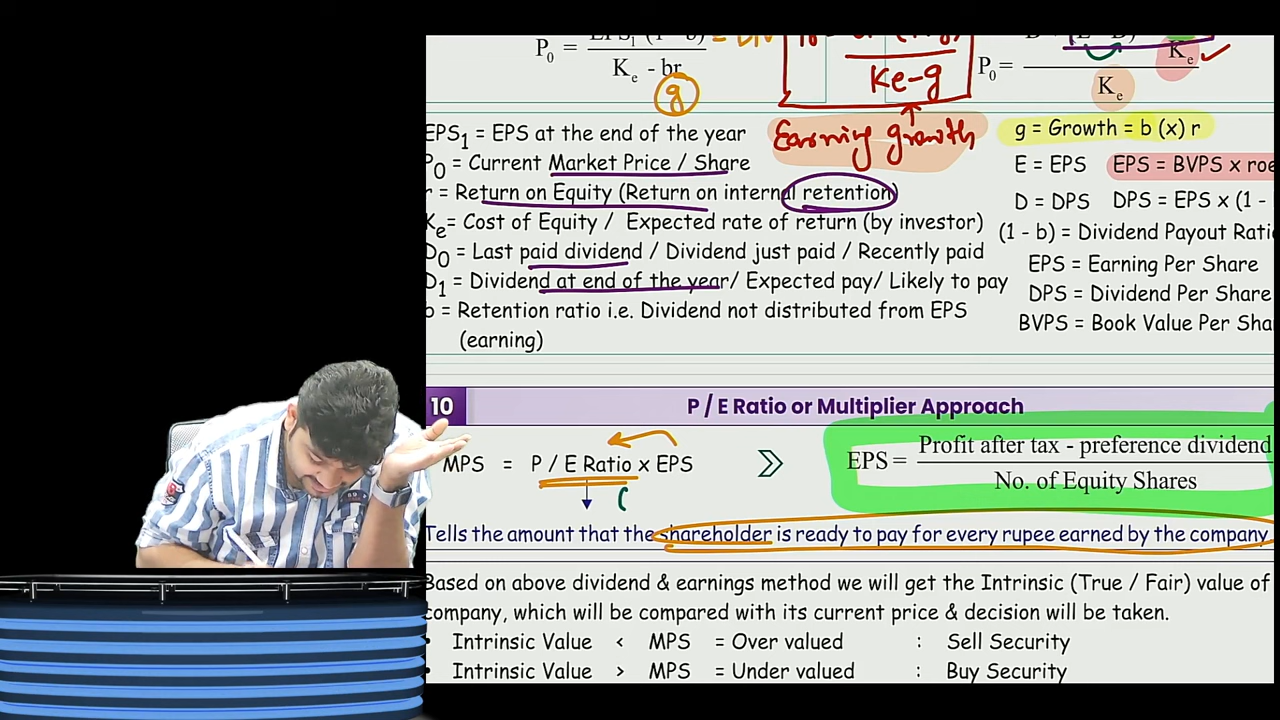 P0 = EPS1 (1 - b) / Ke - br
g
Ke-g
P0 = Ke / Ke
Earning growth
EPS1 = EPS at the end of the year
P0 = Current Market Price / Share
r = Return on Equity (Return on internal retention)
Ke = Cost of Equity / Expected rate of return (by investor)
D0 = Last paid dividend / Dividend just paid / Recently paid
D1 = Dividend at end of the year/ Expected pay/ Likely to pay
b = Retention ratio i.e. Dividend not distributed from EPS
(earning)
g = Growth = b (x) r
E = EPS EPS = BVPS x roe
D = DPS DPS = EPS x (1 -
(1 - b) = Dividend Payout Ratio
EPS = Earning Per Share
DPS = Dividend Per Share
BVPS = Book Value Per Sha
10 P / E Ratio or Multiplier Approach
MPS = P / E Ratio x EPS
EPS = Profit after tax - preference dividend
No. of Equity Shares
Tells the amount that the shareholder is ready to pay for every rupee earned by the company
Based on above dividend & earnings method we will get the Intrinsic (True / Fair) value of
company, which will be compared with its current price & decision will be taken.
• Intrinsic Value < MPS = Over valued : Sell Security
• Intrinsic Value > MPS = Under valued : Buy Security